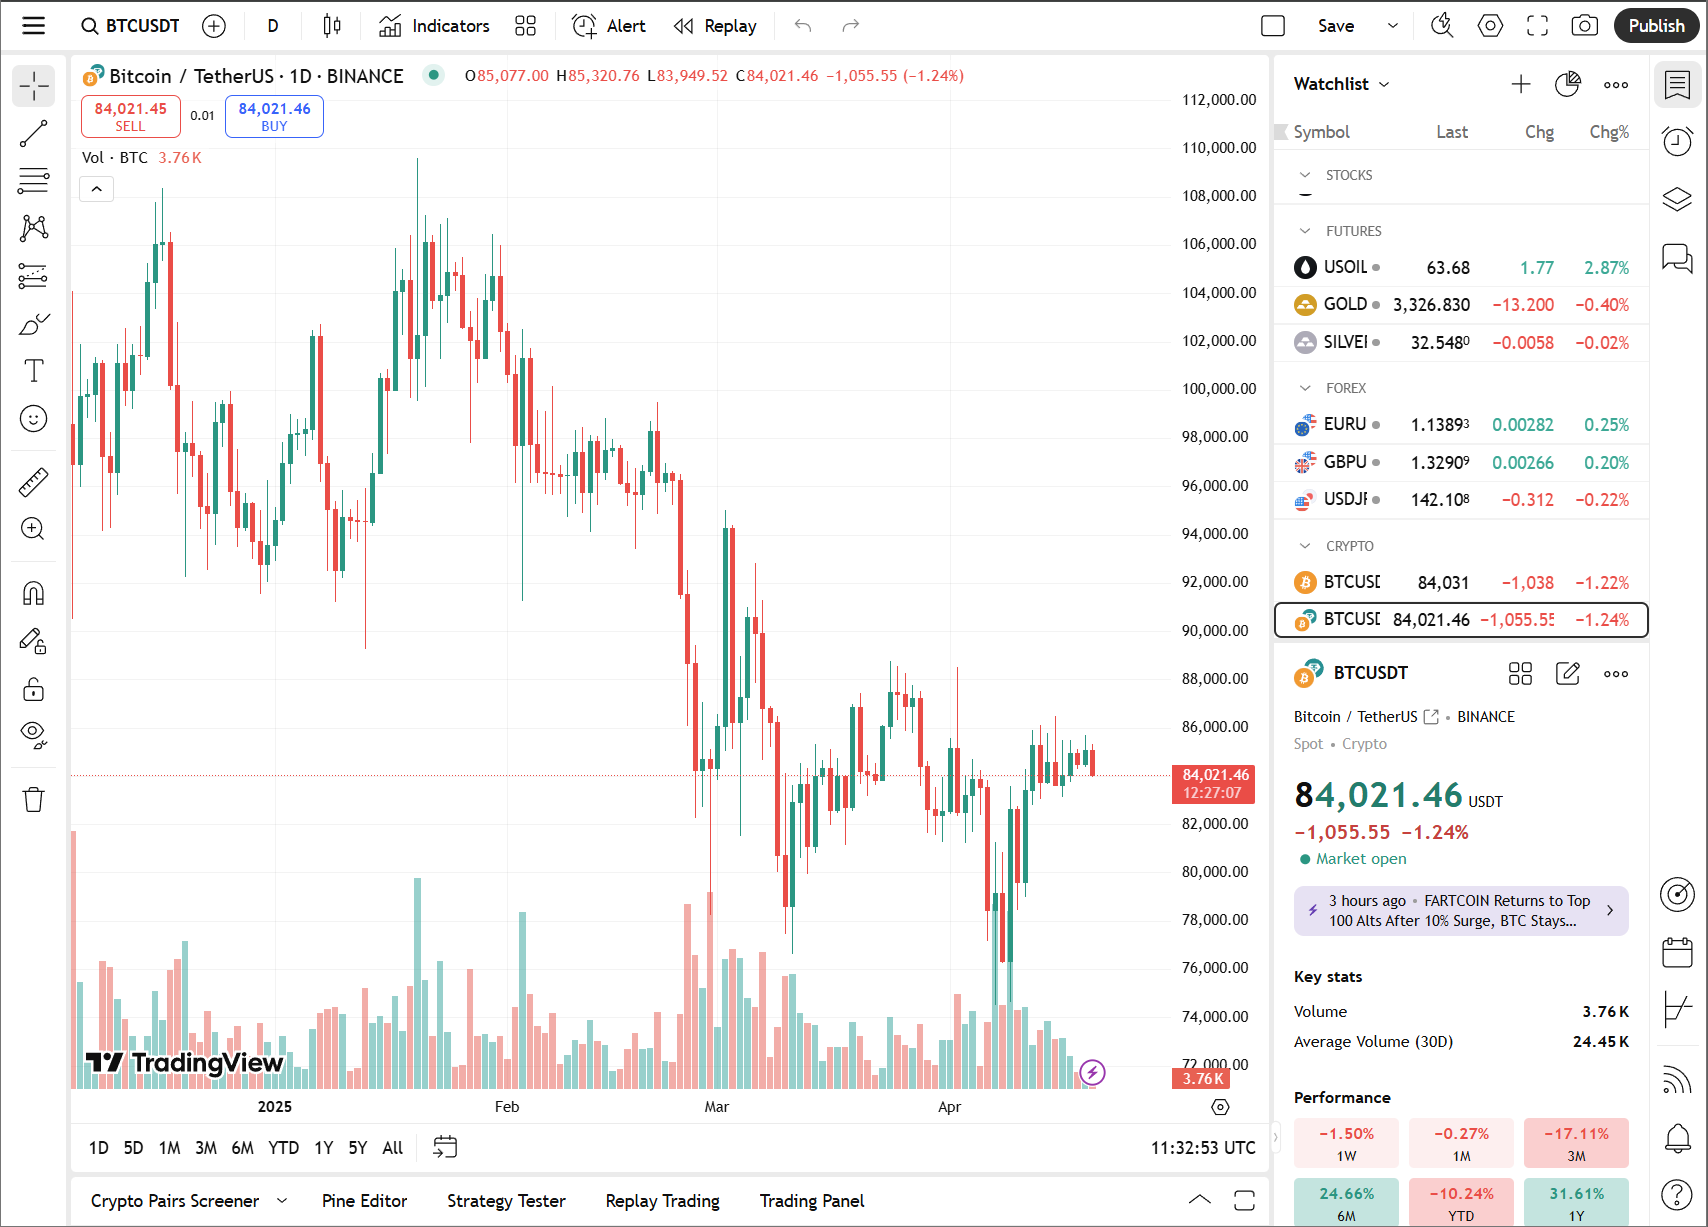 BTCUSDT
D
Indicators
Alert
Replay
Save
Publish
Bitcoin / TetherUS · 1D · BINANCE
O85,077.00 H85,320.76 L83,949.52 C84,021.46 −1,055.55 (−1.24%)
84,021.45
SELL
0.01
84,021.46
BUY
Vol · BTC 3.76 K
112,000.00
110,000.00
108,000.00
106,000.00
104,000.00
102,000.00
100,000.00
98,000.00
96,000.00
94,000.00
92,000.00
90,000.00
88,000.00
86,000.00
84,021.46
12:27:07
82,000.00
80,000.00
78,000.00
76,000.00
74,000.00
72,000.00
3.76 K
TradingView
2025 Feb Mar Apr
1D 5D 1M 3M 6M YTD 1Y 5Y All
11:32:53 UTC
Crypto Pairs Screener Pine Editor Strategy Tester Replay Trading Trading Panel
Watchlist
Symbol Last Chg Chg%
STOCKS
FUTURES
USOIL 63.68 1.77 2.87%
GOLD 3,326.830 −13.200 −0.40%
SILVER 32.5480 −0.0058 −0.02%
FOREX
EURU 1.13893 0.00282 0.25%
GBPU 1.32909 0.00266 0.20%
USDJP 142.108 −0.312 −0.22%
CRYPTO
BTCUSD 84,031 −1,038 −1.22%
BTCUSD 84,021.46 −1,055.55 −1.24%
BTCUSDT
Bitcoin / TetherUS • BINANCE
Spot • Crypto
84,021.46 USDT
−1,055.55 −1.24%
Market open
3 hours ago • FARTCOIN Returns to Top
100 Alts After 10% Surge, BTC Stays...
Key stats
Volume 3.76 K
Average Volume (30D) 24.45 K
Performance
−1.50%
1W
−0.27%
1M
−17.11%
3M
24.66%
6M
−10.24%
YTD
31.61%
1Y